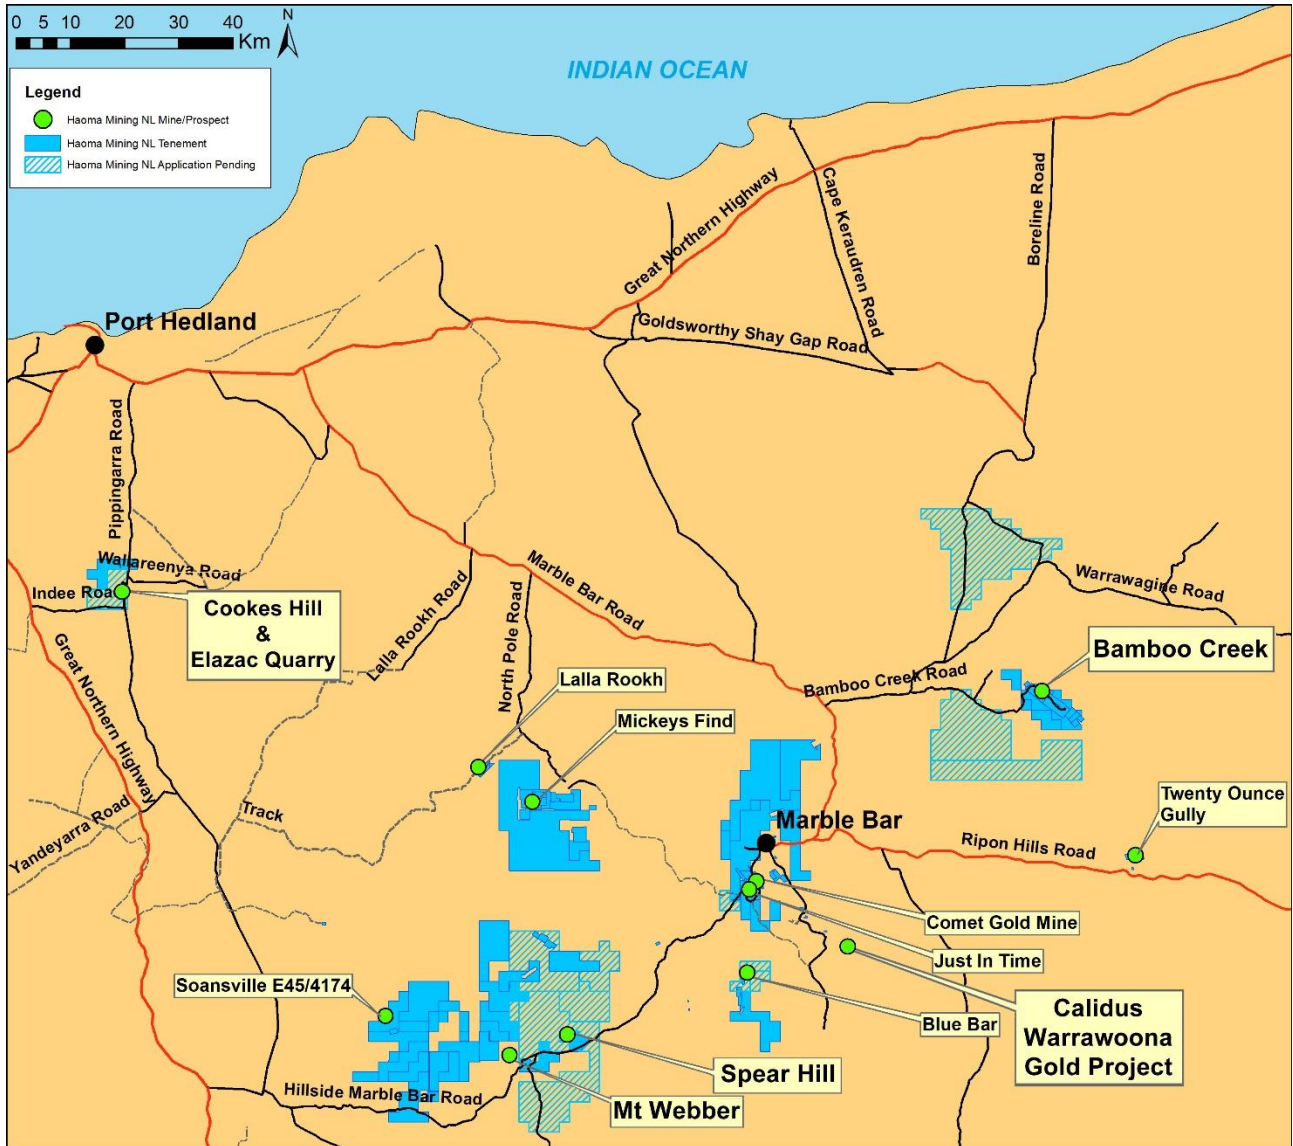 0 5 10 20 30 40
Km
N
INDIAN OCEAN
Legend
Haoma Mining NL Mine/Prospect
Haoma Mining NL Tenement
Haoma Mining NL Application Pending
Great Northern Highway
Cape Keraudren Road
Boreline Road
Port Hedland
Goldsworthy Shay Gap Road
Pippingarra Road
Wallareenya Road
Indee Roa
Cookes Hill
&
Elazac Quarry
Marble Bar Road
Lalla Rookh Road
North Pole Road
Warrawagine Road
Bamboo Creek
Bamboo Creek Road
Great Northern Highway
Lalla Rookh
Mickeys Find
Yandeyarra Road
Track
Marble Bar
Twenty Ounce
Gully
Ripon Hills Road
Comet Gold Mine
Just In Time
Soansville E45/4174
Blue Bar
Calidus
Warrawoona
Gold Project
Spear Hill
Hillside Marble Bar Road
Mt Webber